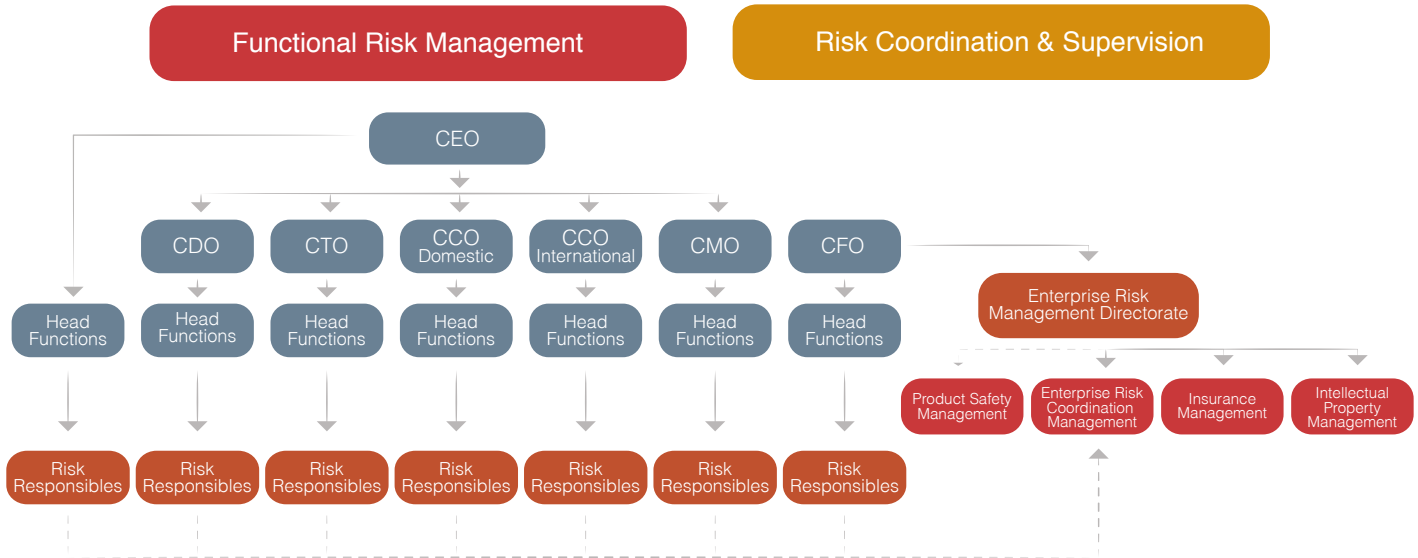 Functional Risk Management
Risk Coordination & Supervision
CEO
CDO
CTO
CCO
Domestic
CCO
International
CMO
CFO
Enterprise Risk
Management Directorate
Head
Functions
Head
Functions
Head
Functions
Head
Functions
Head
Functions
Head
Functions
Head
Functions
Product Safety
Management
Enterprise Risk
Coordination
Management
Insurance
Management
Intellectual
Property
Management
Risk
Responsibles
Risk
Responsibles
Risk
Responsibles
Risk
Responsibles
Risk
Responsibles
Risk
Responsibles
Risk
Responsibles